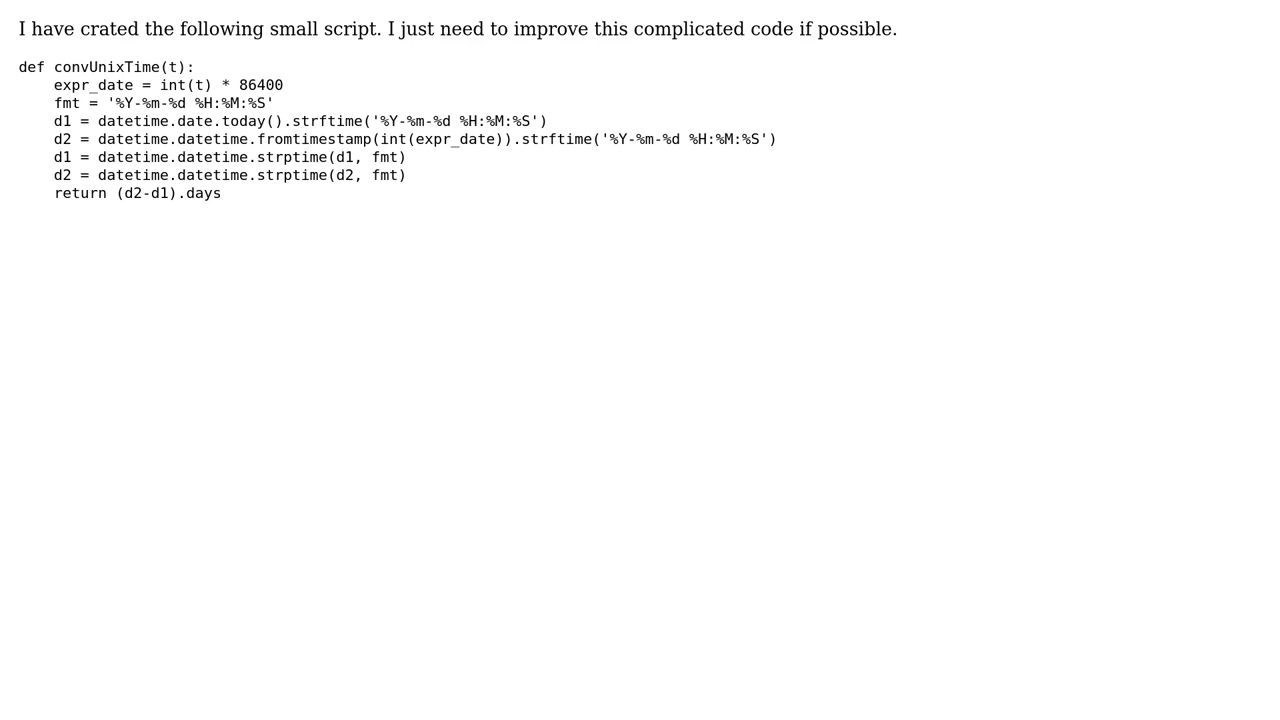 I have crated the following small script. I just need to improve this complicated code if possible.
def convUnixTime(t):
    expr_date = int(t) * 86400
    fmt = '%Y-%m-%d %H:%M:%S'
    d1 = datetime.date.today().strftime('%Y-%m-%d %H:%M:%S')
    d2 = datetime.datetime.fromtimestamp(int(expr_date)).strftime('%Y-%m-%d %H:%M:%S')
    d1 = datetime.datetime.strptime(d1, fmt)
    d2 = datetime.datetime.strptime(d2, fmt)
    return (d2-d1).days